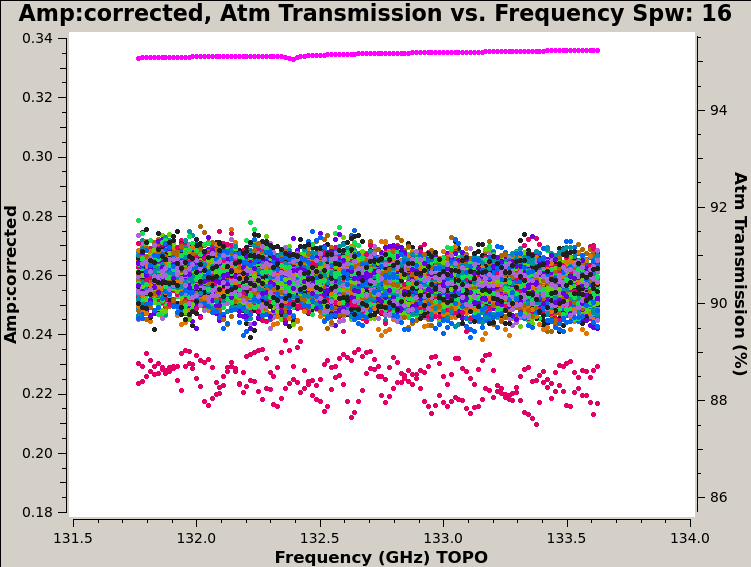 Amp:corrected, Atm Transmission vs. Frequency Spw: 16
0.34
0.32
0.30
0.28
0.26
0.24
0.22
0.20
0.18
Amp:corrected
94
92
90
88
86
Atm Transmission (%)
131.5 132.0 132.5 133.0 133.5 134.0
Frequency (GHz) TOPO